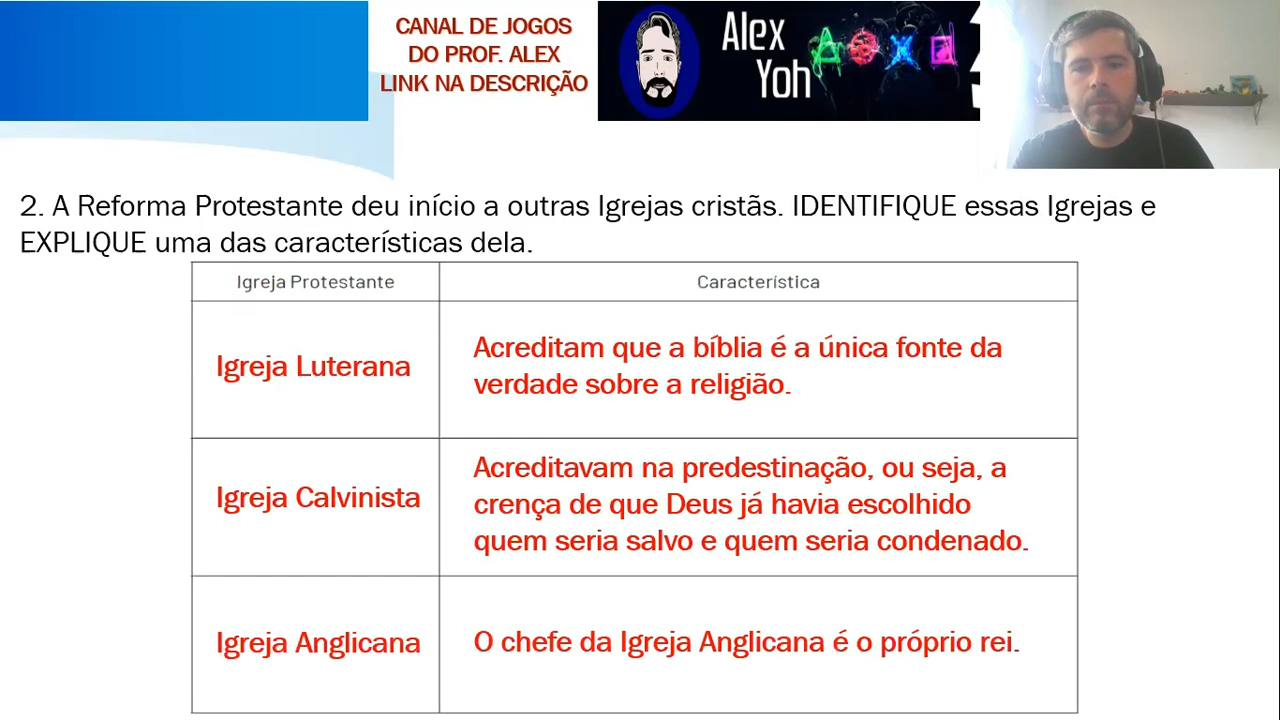 CANAL DE JOGOS
DO PROF. ALEX
LINK NA DESCRIÇÃO
Alex
Yoh
2. A Reforma Protestante deu início a outras Igrejas cristãs. IDENTIFIQUE essas Igrejas e
EXPLIQUE uma das características dela.
Igreja Protestante
Característica
Igreja Luterana
Acreditam que a bíblia é a única fonte da
verdade sobre a religião.
Igreja Calvinista
Acreditavam na predestinação, ou seja, a
crença de que Deus já havia escolhido
quem seria salvo e quem seria condenado.
Igreja Anglicana
O chefe da Igreja Anglicana é o próprio rei.